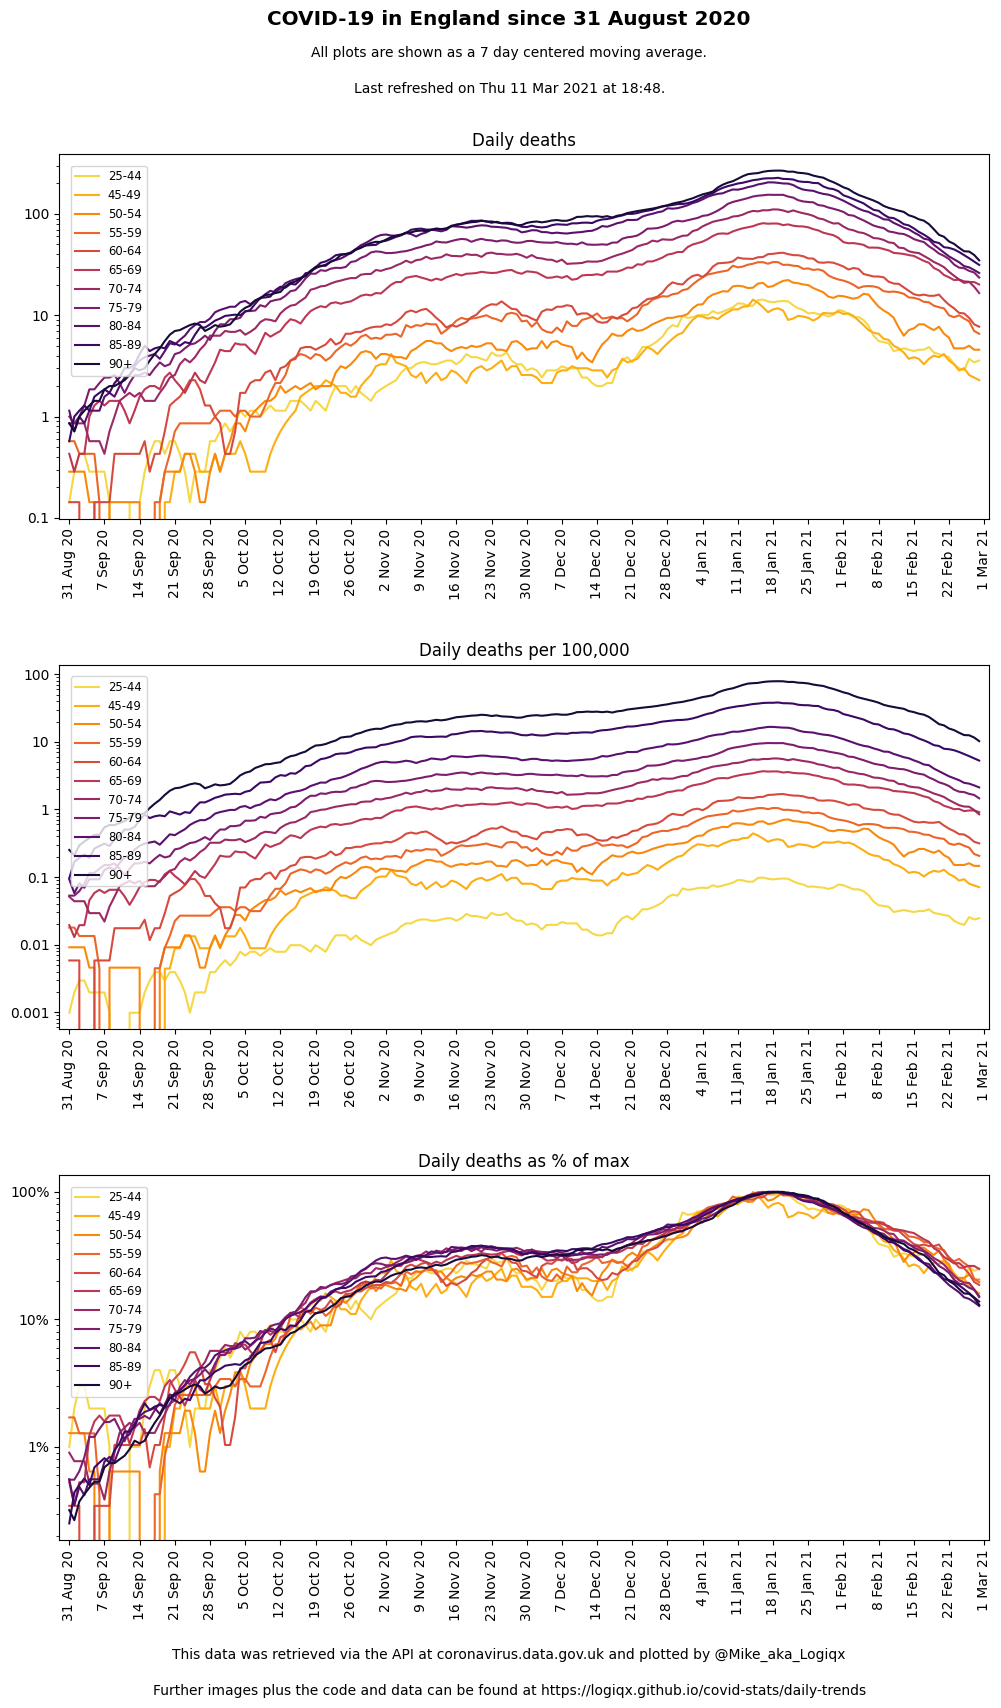 COVID-19 in England since 31 August 2020
All plots are shown as a 7 day centered moving average.
Last refreshed on Thu 11 Mar 2021 at 18:48.
Daily deaths
25-44
45-49
50-54
55-59
60-64
65-69
70-74
75-79
80-84
85-89
90+
100
10
1
0.1
31 Aug 20
7 Sep 20
14 Sep 20
21 Sep 20
28 Sep 20
5 Oct 20
12 Oct 20
19 Oct 20
26 Oct 20
2 Nov 20
9 Nov 20
16 Nov 20
23 Nov 20
30 Nov 20
7 Dec 20
14 Dec 20
21 Dec 20
28 Dec 20
4 Jan 21
11 Jan 21
18 Jan 21
25 Jan 21
1 Feb 21
8 Feb 21
15 Feb 21
22 Feb 21
1 Mar 21
Daily deaths per 100,000
25-44
45-49
50-54
55-59
60-64
65-69
70-74
75-79
80-84
85-89
90+
100
10
1
0.1
0.01
0.001
31 Aug 20
7 Sep 20
14 Sep 20
21 Sep 20
28 Sep 20
5 Oct 20
12 Oct 20
19 Oct 20
26 Oct 20
2 Nov 20
9 Nov 20
16 Nov 20
23 Nov 20
30 Nov 20
7 Dec 20
14 Dec 20
21 Dec 20
28 Dec 20
4 Jan 21
11 Jan 21
18 Jan 21
25 Jan 21
1 Feb 21
8 Feb 21
15 Feb 21
22 Feb 21
1 Mar 21
Daily deaths as % of max
25-44
45-49
50-54
55-59
60-64
65-69
70-74
75-79
80-84
85-89
90+
100%
10%
1%
31 Aug 20
7 Sep 20
14 Sep 20
21 Sep 20
28 Sep 20
5 Oct 20
12 Oct 20
19 Oct 20
26 Oct 20
2 Nov 20
9 Nov 20
16 Nov 20
23 Nov 20
30 Nov 20
7 Dec 20
14 Dec 20
21 Dec 20
28 Dec 20
4 Jan 21
11 Jan 21
18 Jan 21
25 Jan 21
1 Feb 21
8 Feb 21
15 Feb 21
22 Feb 21
1 Mar 21
This data was retrieved via the API at coronavirus.data.gov.uk and plotted by @Mike_aka_Logiqx
Further images plus the code and data can be found at https://logiqx.github.io/covid-stats/daily-trends